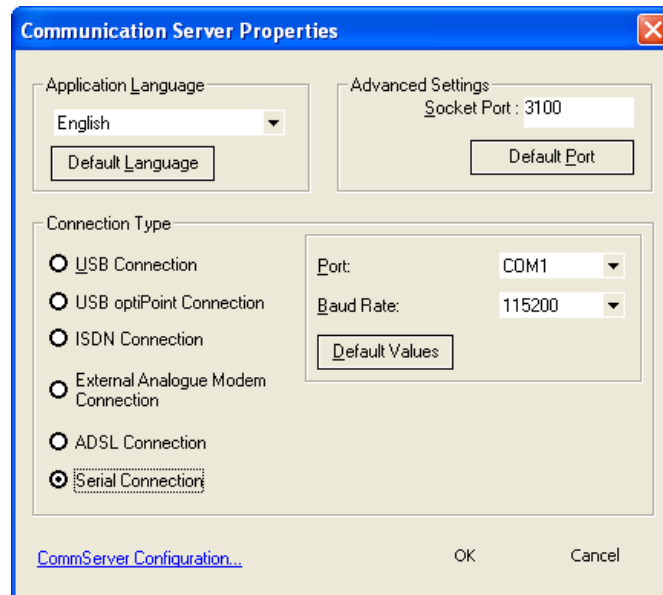 Communication Server Properties
Application Language
English
Default Language
Advanced Settings
Socket Port : 3100
Default Port
Connection Type
USB Connection
USB optiPoint Connection
ISDN Connection
External Analogue Modem
Connection
ADSL Connection
Serial Connection
Port: COM1
Baud Rate: 115200
Default Values
CommServer Configuration...
OK Cancel